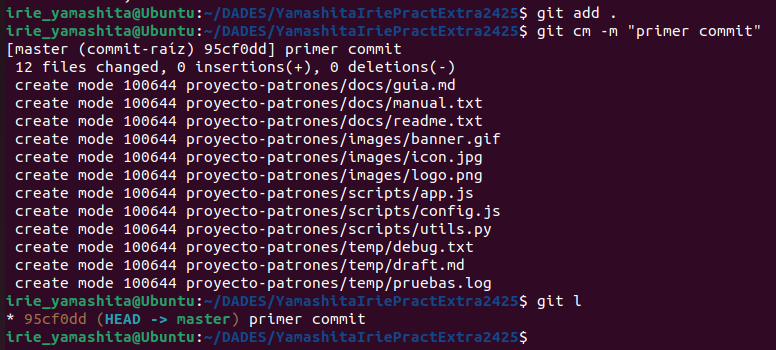 irie_yamashita@Ubuntu:~/DADES/YamashitaIriePractExtra2425$ git add .
irie_yamashita@Ubuntu:~/DADES/YamashitaIriePractExtra2425$ git cm -m "primer commit"
[master (commit-raiz) 95cf0dd] primer commit
 12 files changed, 0 insertions(+), 0 deletions(-)
 create mode 100644 proyecto-patrones/docs/guia.md
 create mode 100644 proyecto-patrones/docs/manual.txt
 create mode 100644 proyecto-patrones/docs/readme.txt
 create mode 100644 proyecto-patrones/images/banner.gif
 create mode 100644 proyecto-patrones/images/icon.jpg
 create mode 100644 proyecto-patrones/images/logo.png
 create mode 100644 proyecto-patrones/scripts/app.js
 create mode 100644 proyecto-patrones/scripts/config.js
 create mode 100644 proyecto-patrones/scripts/utils.py
 create mode 100644 proyecto-patrones/temp/debug.txt
 create mode 100644 proyecto-patrones/temp/draft.md
 create mode 100644 proyecto-patrones/temp/pruebas.log
irie_yamashita@Ubuntu:~/DADES/YamashitaIriePractExtra2425$ git l
* 95cf0dd (HEAD -> master) primer commit
irie_yamashita@Ubuntu:~/DADES/YamashitaIriePractExtra2425$